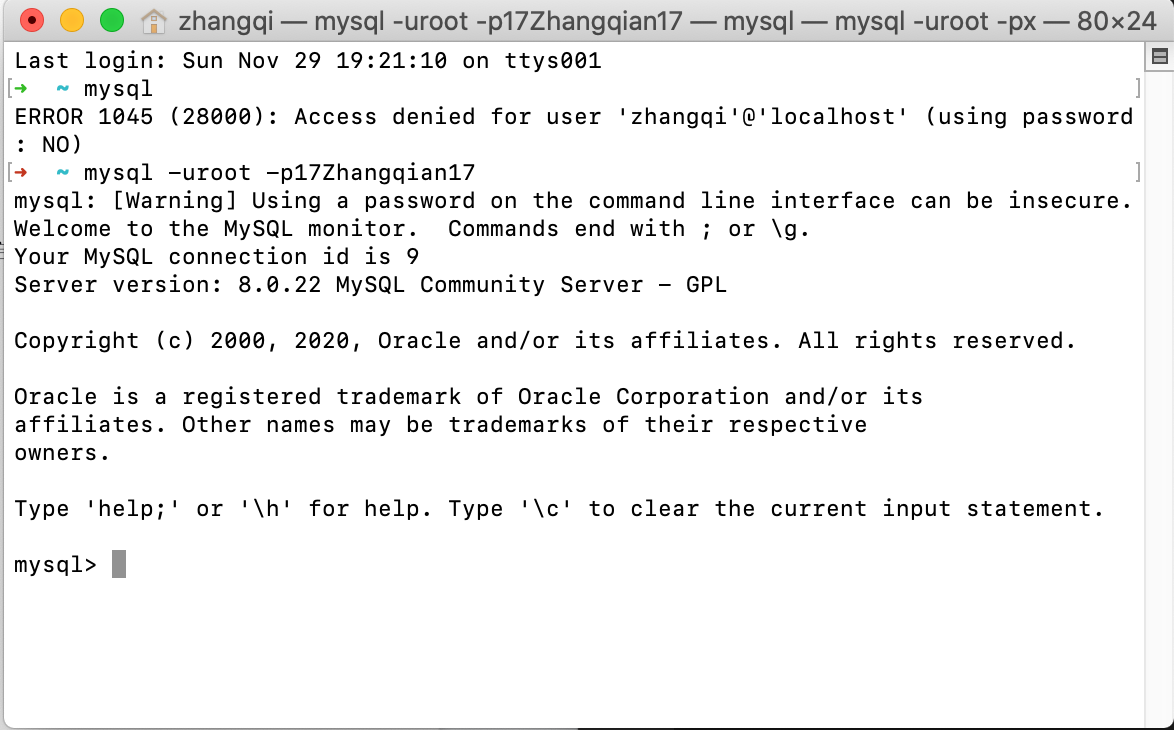 zhangqi — mysql -uroot -p17Zhangqian17 — mysql — mysql -uroot -px — 80×24
Last login: Sun Nov 29 19:21:10 on ttys001
[➜  ~ mysql ]
ERROR 1045 (28000): Access denied for user 'zhangqi'@'localhost' (using password
: NO)
[➜  ~ mysql -uroot -p17Zhangqian17 ]
mysql: [Warning] Using a password on the command line interface can be insecure.
Welcome to the MySQL monitor.  Commands end with ; or \g.
Your MySQL connection id is 9
Server version: 8.0.22 MySQL Community Server - GPL

Copyright (c) 2000, 2020, Oracle and/or its affiliates. All rights reserved.

Oracle is a registered trademark of Oracle Corporation and/or its
affiliates. Other names may be trademarks of their respective
owners.

Type 'help;' or '\h' for help. Type '\c' to clear the current input statement.

mysql>